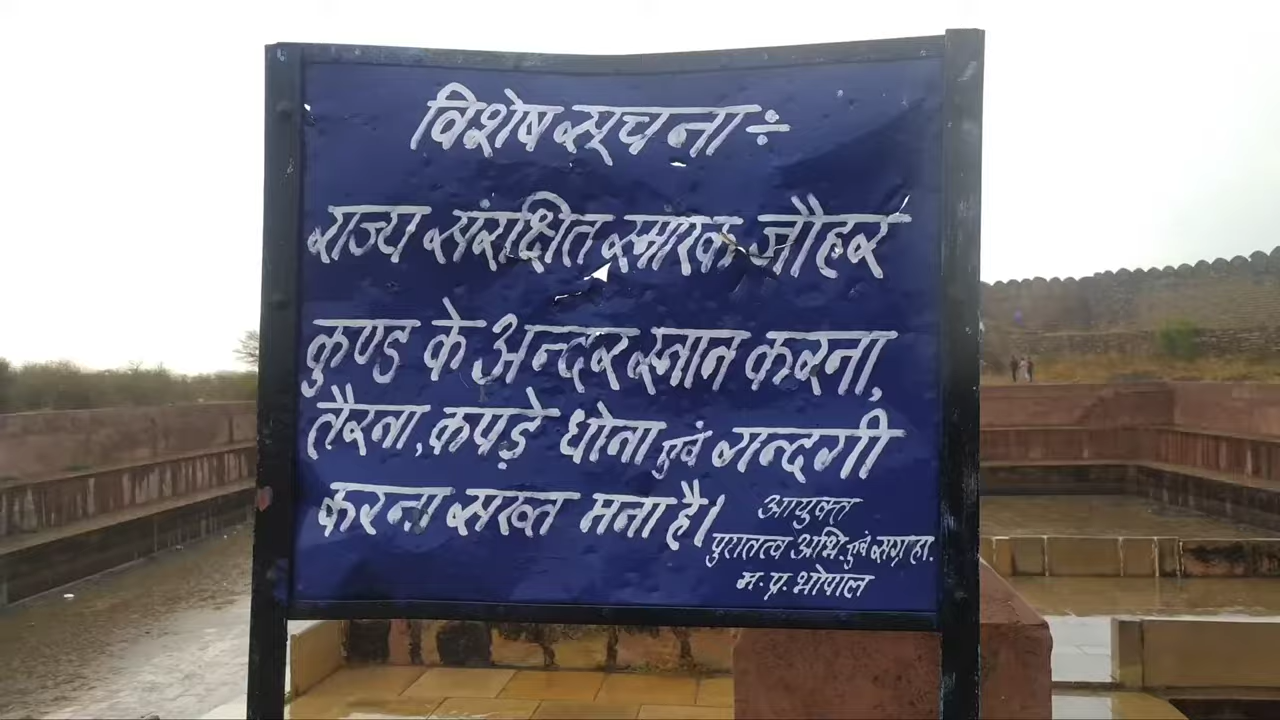 विशेष सूचना ÷
राज्य संरक्षित स्मारक जौहर
कुण्ड के अन्दर स्नान करना,
तैरना, कपड़े धोना एवं गन्दगी
करना सख्त मना है।
आयुक्त
पुरातत्व अभि. एवं संग्रहा.
म.प्र. भोपाल